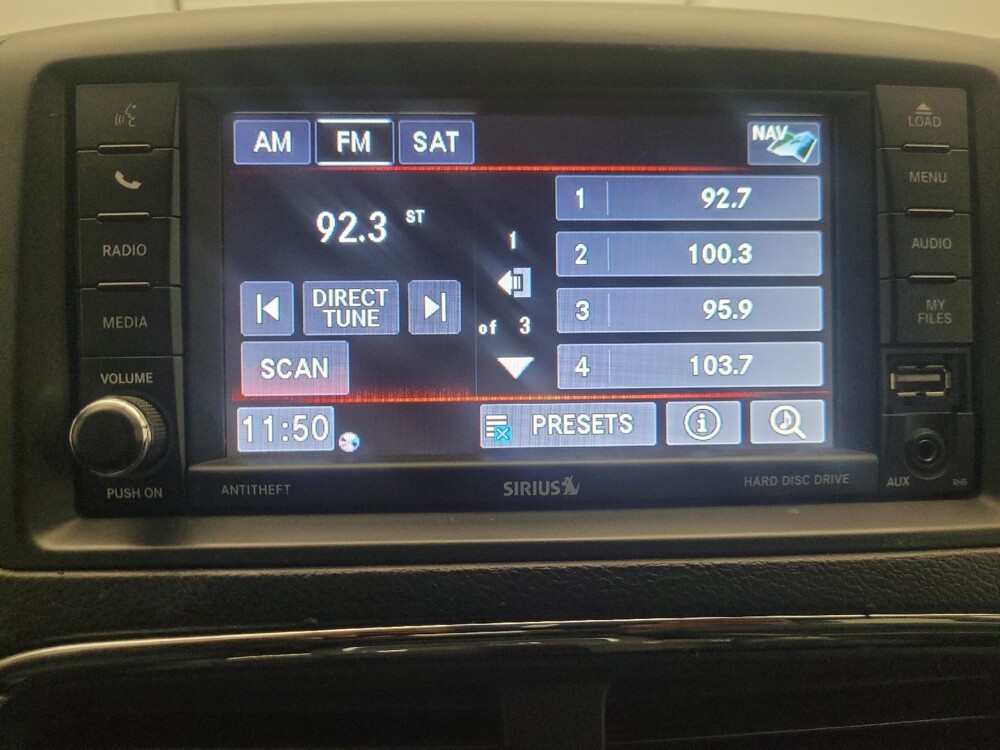 AM FM SAT NAV
92.3 ST
DIRECT
TUNE
SCAN
1
of 3
1 92.7
2 100.3
3 95.9
4 103.7
11:50
PRESETS
i
RADIO
MEDIA
VOLUME
PUSH ON
LOAD
MENU
AUDIO
MY
FILES
AUX
RHB
ANTITHEFT
SIRIUS
HARD DISC DRIVE